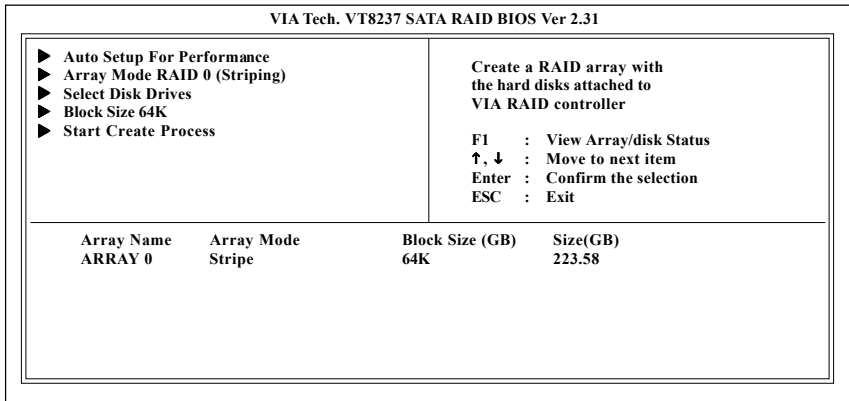 VIA Tech. VT8237 SATA RAID BIOS Ver 2.31
Auto Setup For Performance
Array Mode RAID 0 (Striping)
Select Disk Drives
Block Size 64K
Start Create Process
Create a RAID array with
the hard disks attached to
VIA RAID controller
F1 : View Array/disk Status
↑, ↓ : Move to next item
Enter : Confirm the selection
ESC : Exit
Array Name Array Mode Block Size (GB) Size(GB)
ARRAY 0 Stripe 64K 223.58